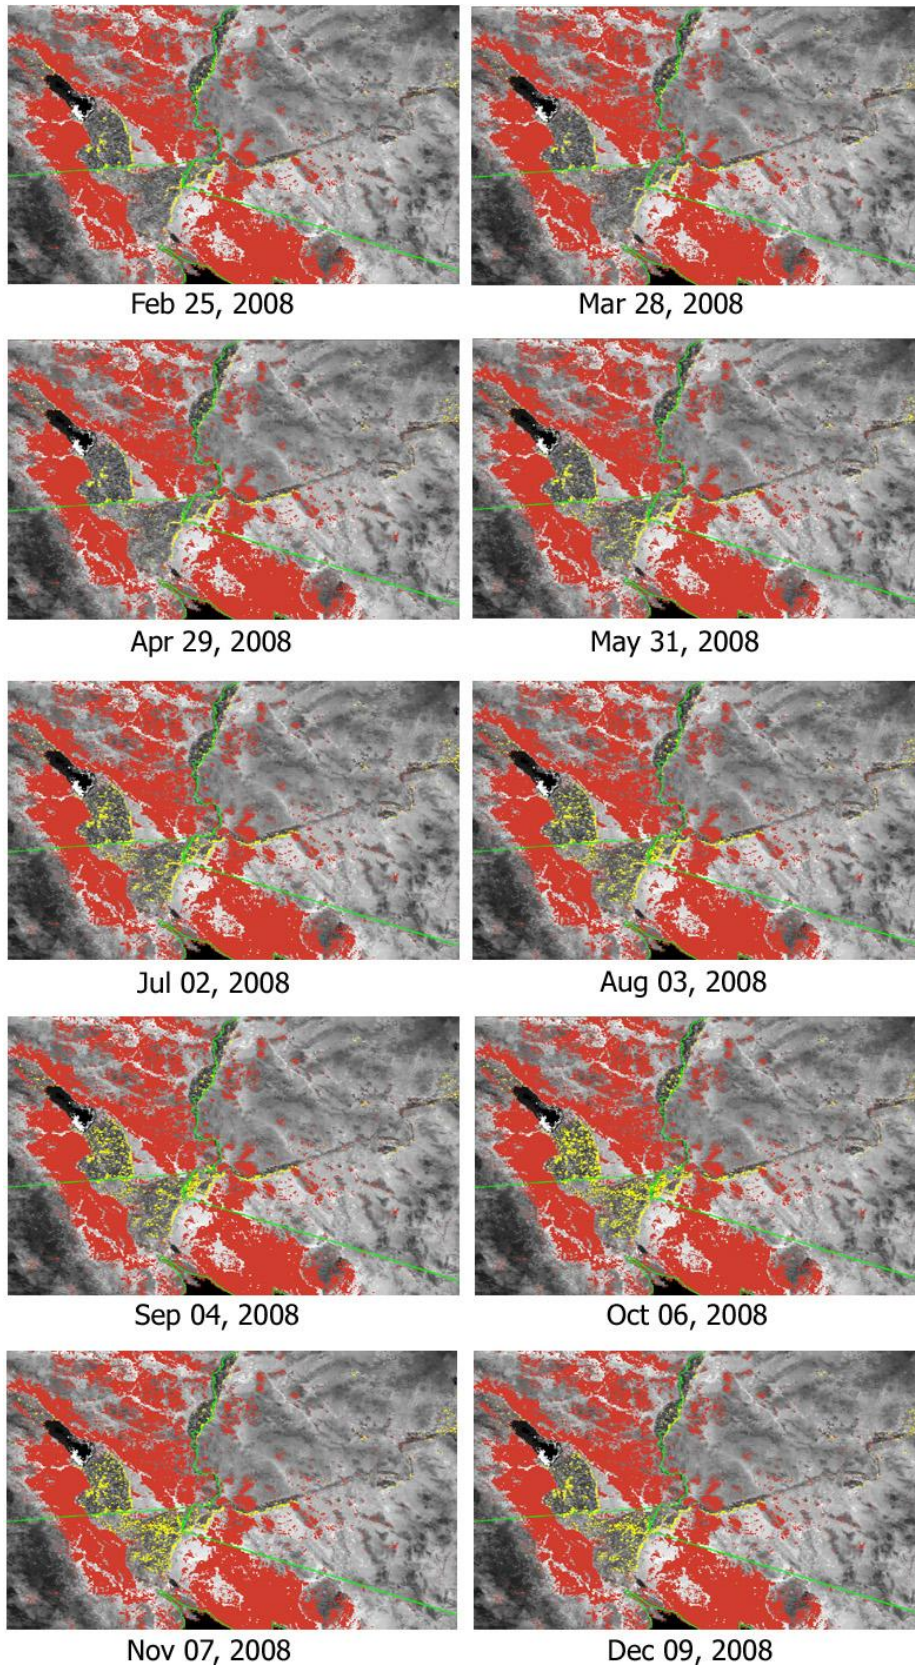 Feb 25, 2008
Mar 28, 2008
Apr 29, 2008
May 31, 2008
Jul 02, 2008
Aug 03, 2008
Sep 04, 2008
Oct 06, 2008
Nov 07, 2008
Dec 09, 2008